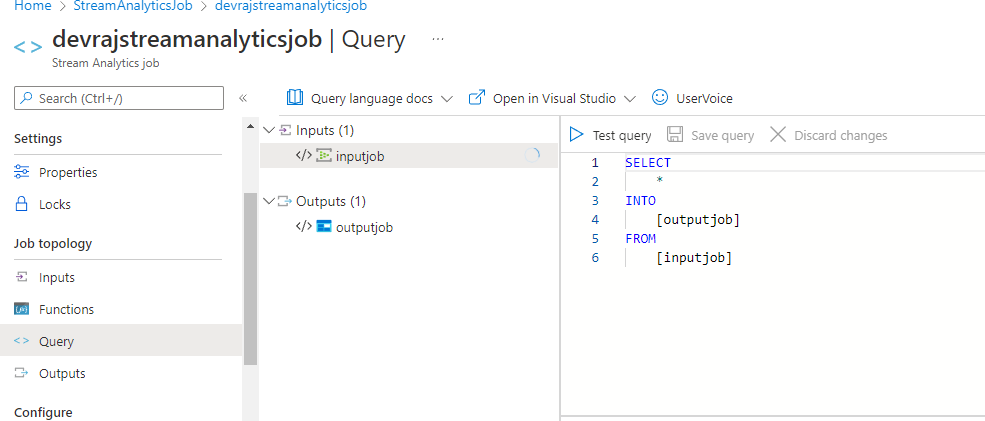 Home > StreamAnalyticsJob > devrajstreamanalyticsjob
<> devrajstreamanalyticsjob | Query ...
Stream Analytics job
Search (Ctrl+/) «
Settings
Properties
Locks
Job topology
Inputs
Functions
<> Query
Outputs
Configure
Query language docs Open in Visual Studio UserVoice
Inputs (1)
</> inputjob
Outputs (1)
</> outputjob
Test query Save query Discard changes
1 SELECT
2 *
3 INTO
4 [outputjob]
5 FROM
6 [inputjob]